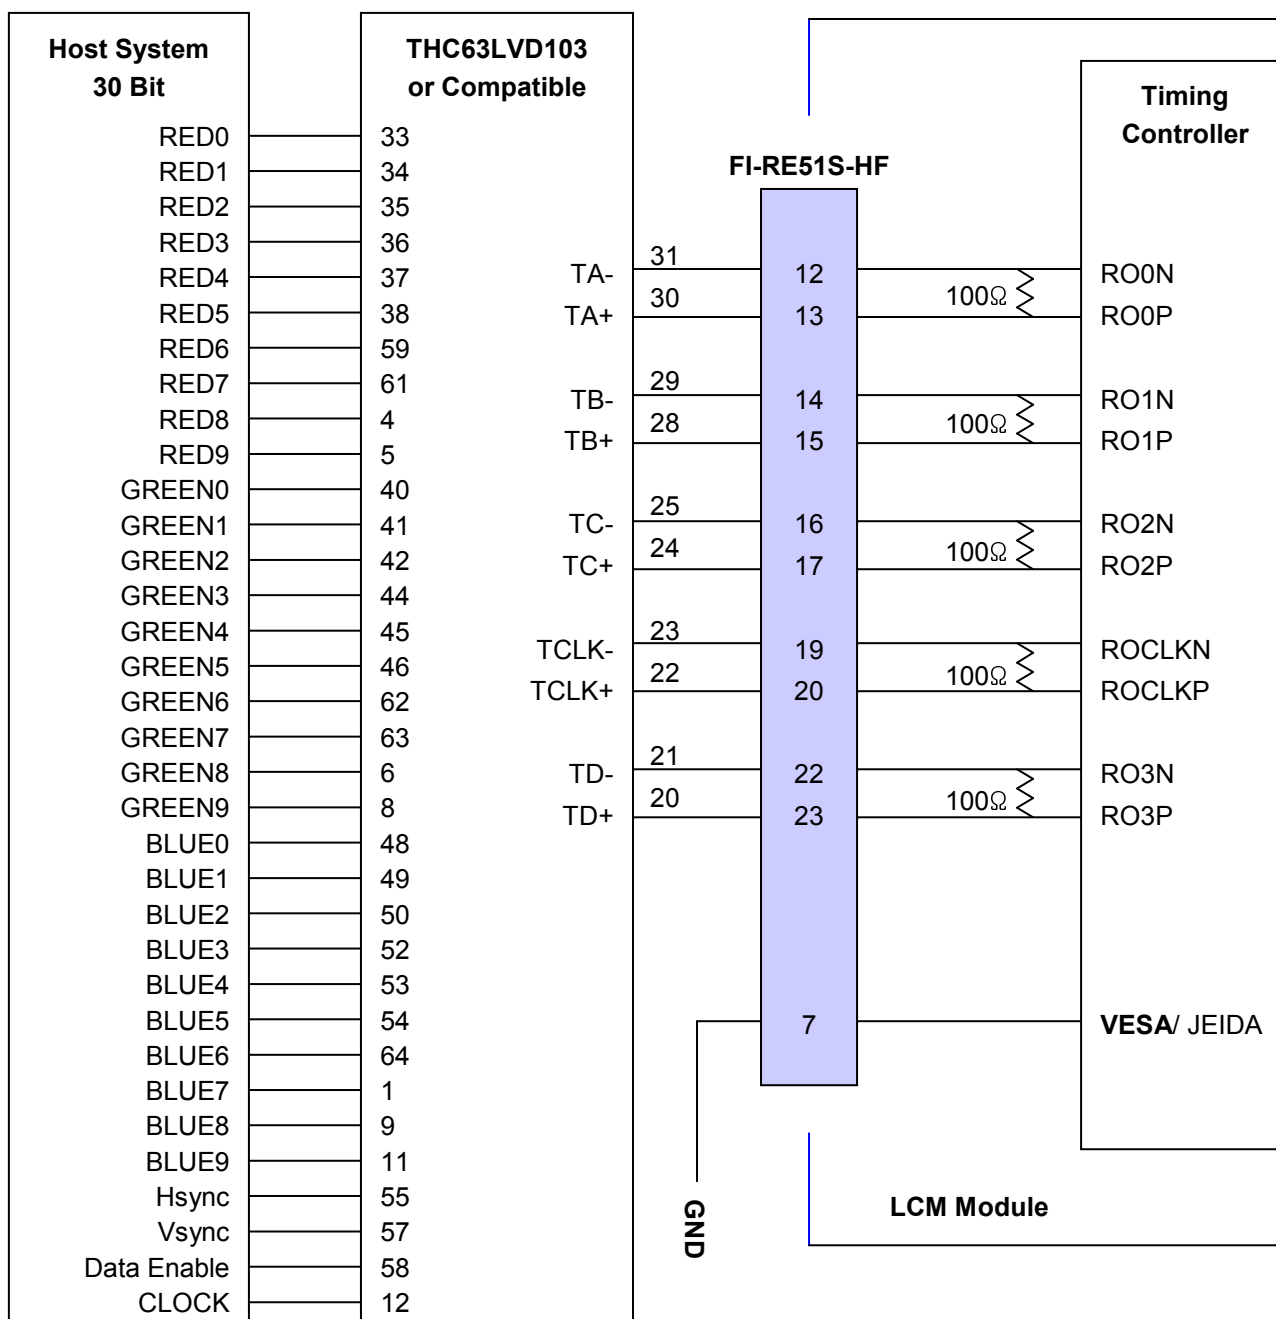 Host System
30 Bit
RED0 33
RED1 34
RED2 35
RED3 36
RED4 37
RED5 38
RED6 59
RED7 61
RED8 4
RED9 5
GREEN0 40
GREEN1 41
GREEN2 42
GREEN3 44
GREEN4 45
GREEN5 46
GREEN6 62
GREEN7 63
GREEN8 6
GREEN9 8
BLUE0 48
BLUE1 49
BLUE2 50
BLUE3 52
BLUE4 53
BLUE5 54
BLUE6 64
BLUE7 1
BLUE8 9
BLUE9 11
Hsync 55
Vsync 57
Data Enable 58
CLOCK 12
THC63LVD103
or Compatible
FI-RE51S-HF
Timing
Controller
TA- 31 12 RO0N
100Ω
TA+ 30 13 RO0P
TB- 29 14 RO1N
100Ω
TB+ 28 15 RO1P
TC- 25 16 RO2N
100Ω
TC+ 24 17 RO2P
TCLK- 23 19 ROCLKN
100Ω
TCLK+ 22 20 ROCLKP
TD- 21 22 RO3N
100Ω
TD+ 20 23 RO3P
7 VESA/ JEIDA
GND
LCM Module